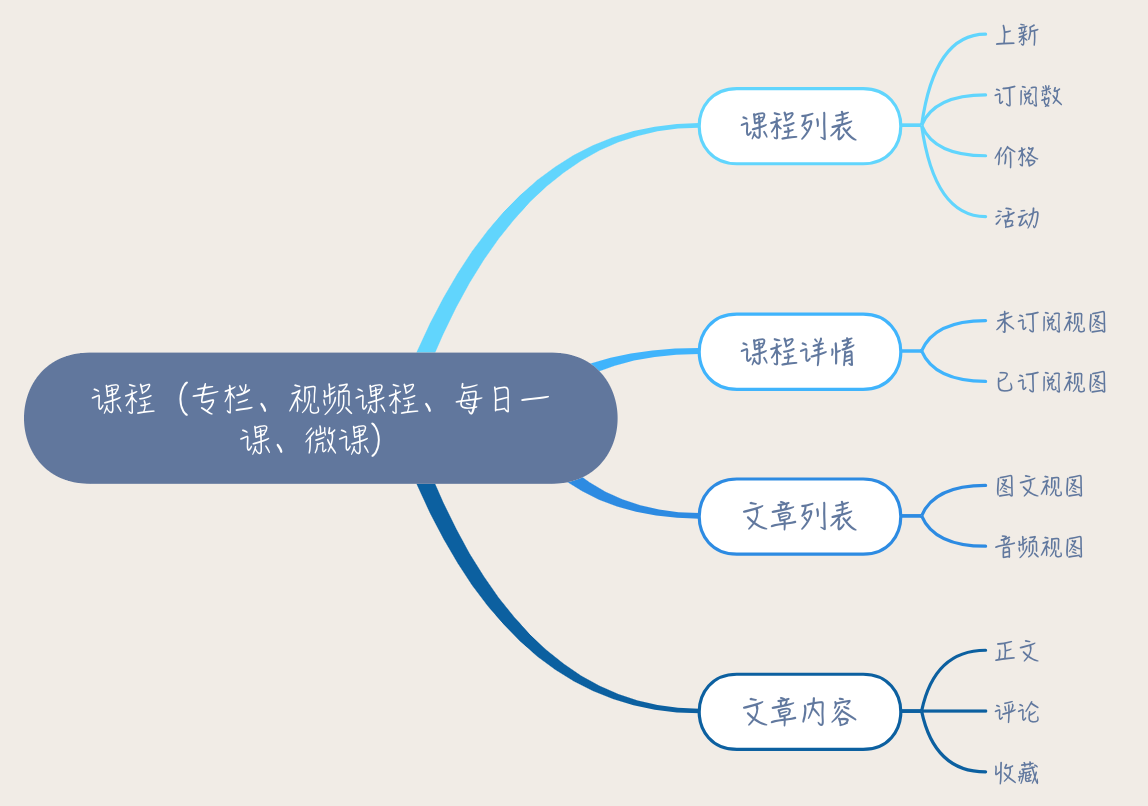 课程（专栏、视频课程、每日一
课、微课）
课程列表
上新
订阅数
价格
活动
课程详情
未订阅视图
已订阅视图
文章列表
图文视图
音频视图
文章内容
正文
评论
收藏